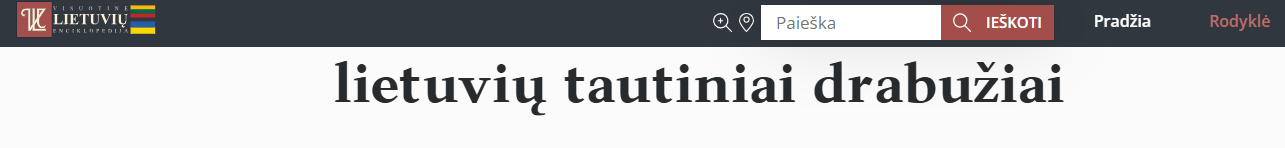 VISUOTINĖ
LIETUVIŲ
ENCIKLOPEDIJA
Paieška
IEŠKOTI
Pradžia
Rodyklė
lietuvių tautiniai drabužiai